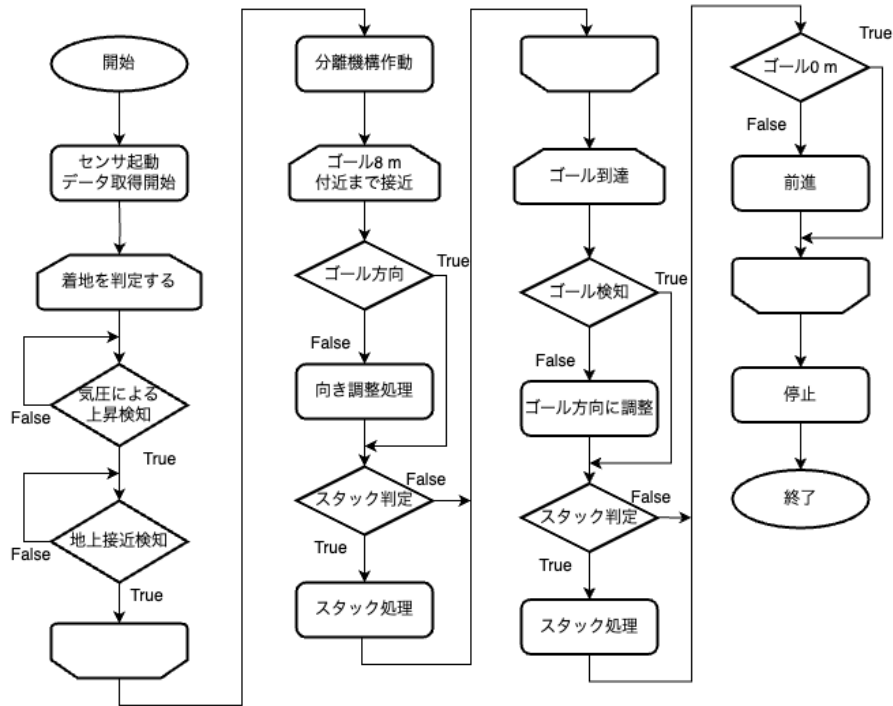 開始
センサ起動
データ取得開始
着地を判定する
気圧による
上昇検知
False
True
地上接近検知
False
True
分離機構作動
ゴール8 m
付近まで接近
ゴール方向
True
False
向き調整処理
スタック判定
False
True
スタック処理
ゴール到達
ゴール検知
True
False
ゴール方向に調整
スタック判定
False
True
スタック処理
ゴール0 m
True
False
前進
停止
終了